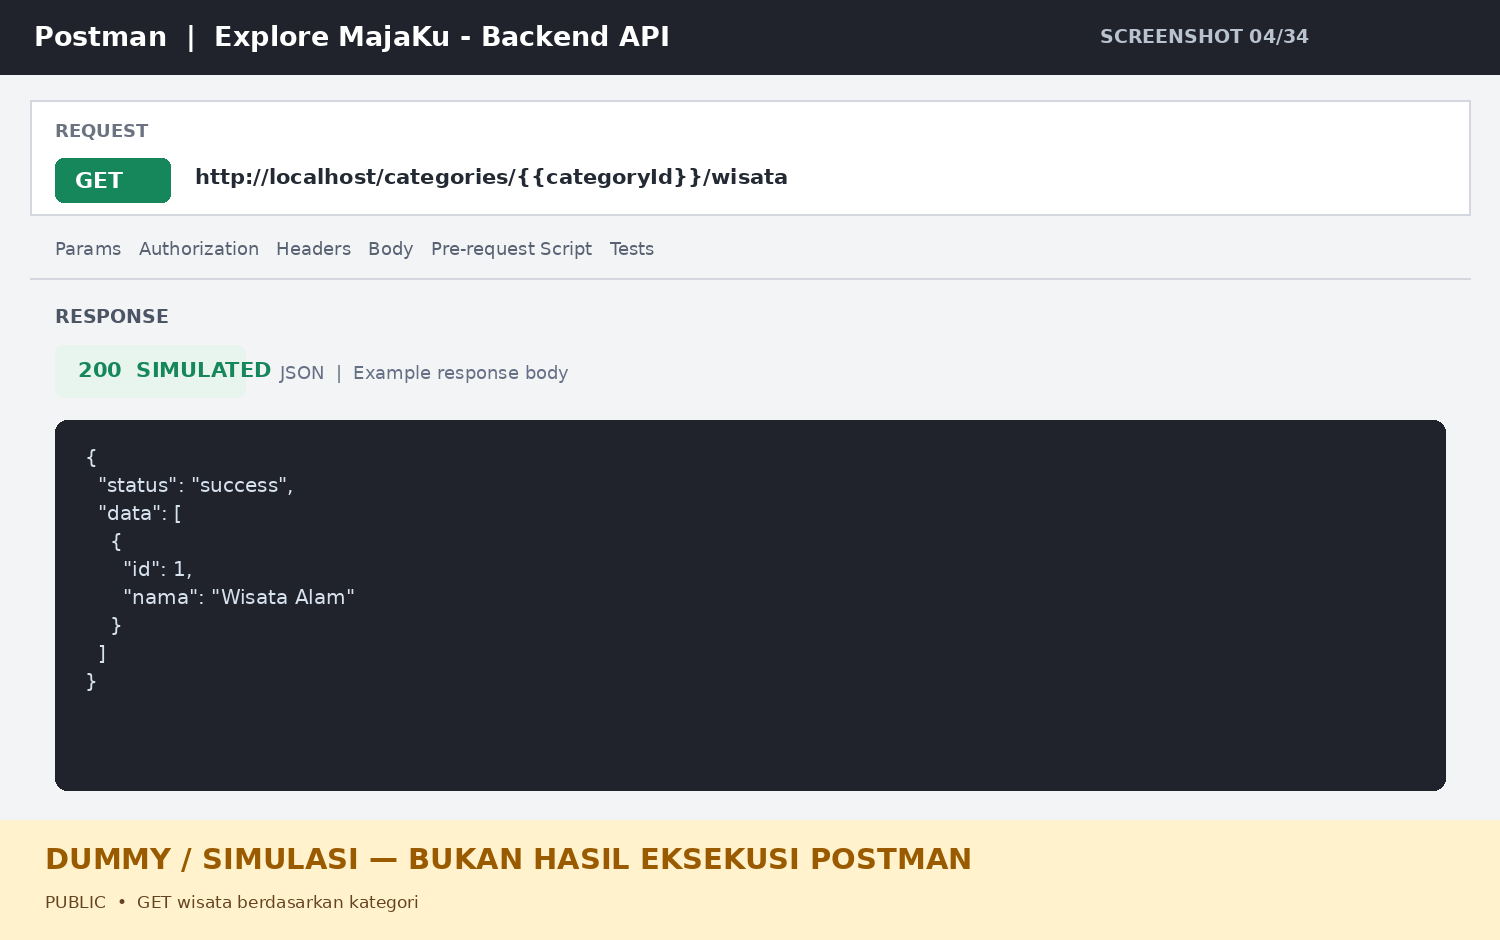 Postman | Explore MajaKu - Backend API
SCREENSHOT 04/34
REQUEST
GET http://localhost/categories/{{categoryId}}/wisata
Params Authorization Headers Body Pre-request Script Tests
RESPONSE
200 SIMULATED JSON | Example response body
{
  "status": "success",
  "data": [
    {
      "id": 1,
      "nama": "Wisata Alam"
    }
  ]
}
DUMMY / SIMULASI — BUKAN HASIL EKSEKUSI POSTMAN
PUBLIC • GET wisata berdasarkan kategori